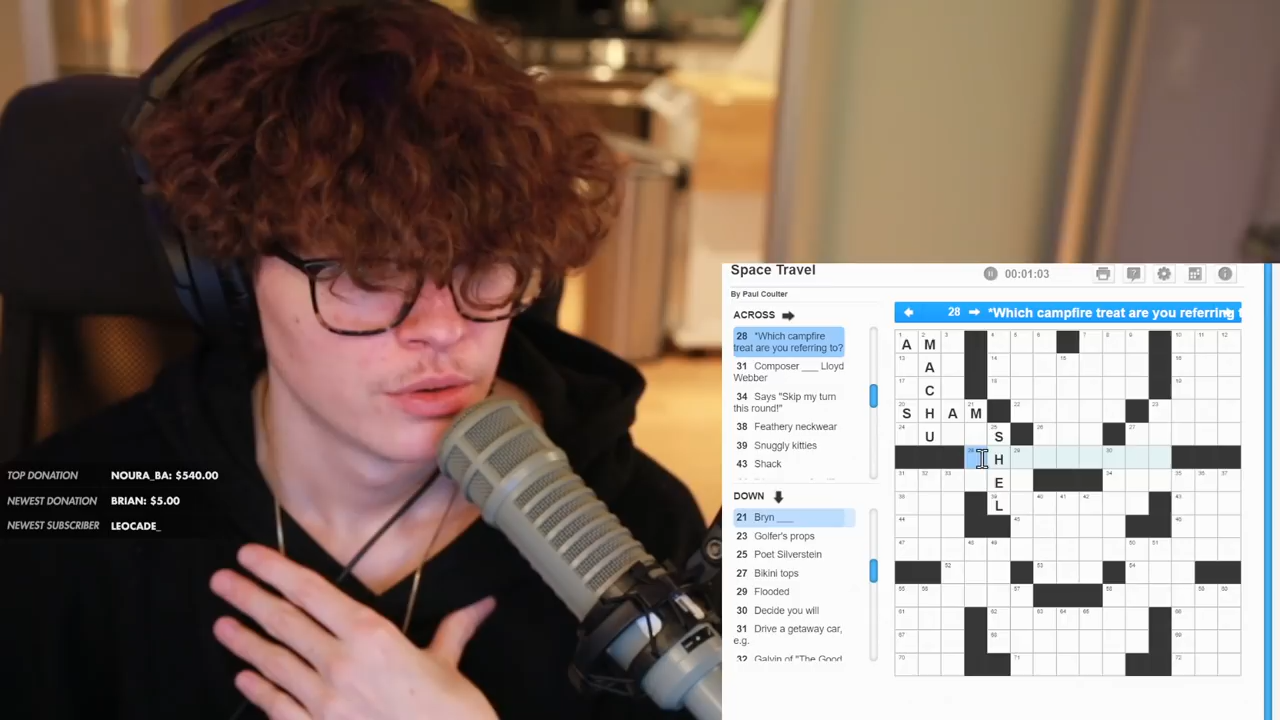 Space Travel
00:01:03
By Paul Coulter
ACROSS
28 *Which campfire treat are you referring
28 *Which campfire
treat are you referring to?
31 Composer ___ Lloyd
Webber
34 Says "Skip my turn
this round!"
38 Feathery neckwear
39 Snuggly kitties
43 Shack
DOWN
21 Bryn ___
23 Golfer's props
25 Poet Silverstein
27 Bikini tops
29 Flooded
30 Decide you will
31 Drive a getaway car,
e.g.
32 Galvin of "The Good
A M
A
C
S H A M
U S
H
E
L
TOP DONATION NOURA_BA: $540.00
NEWEST DONATION BRIAN: $5.00
NEWEST SUBSCRIBER LEOCADE_